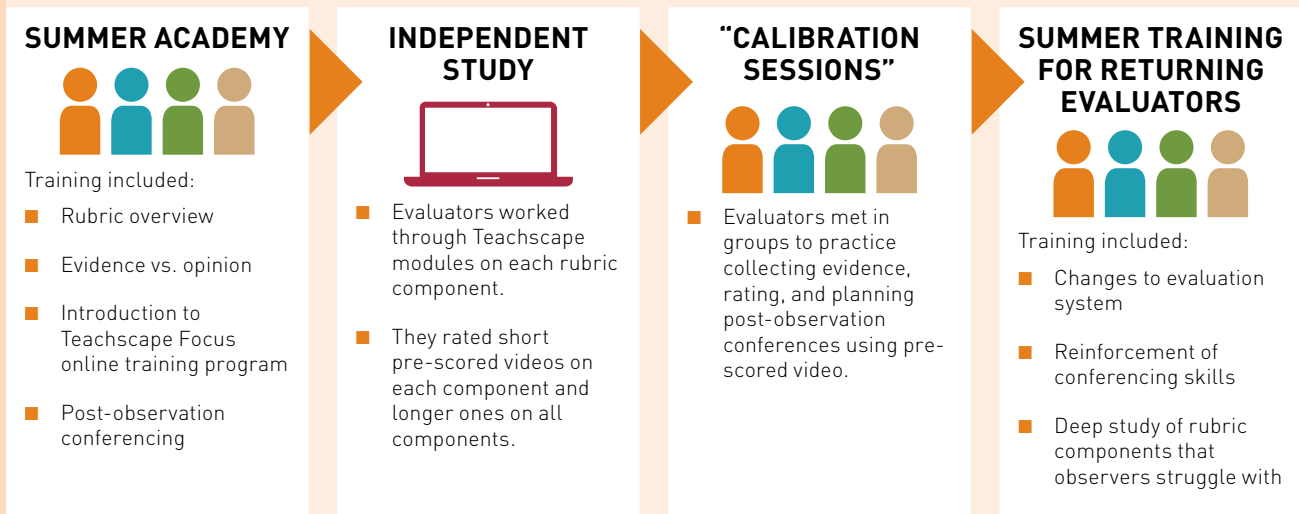 SUMMER ACADEMY
Training included:
■ Rubric overview
■ Evidence vs. opinion
■ Introduction to
Teachscape Focus
online training program
■ Post-observation
conferencing
INDEPENDENT
STUDY
■ Evaluators worked
through Teachscape
modules on each rubric
component.
■ They rated short
pre-scored videos on
each component and
longer ones on all
components.
“CALIBRATION
SESSIONS”
■ Evaluators met in
groups to practice
collecting evidence,
rating, and planning
post-observation
conferences using pre-
scored video.
SUMMER TRAINING
FOR RETURNING
EVALUATORS
Training included:
■ Changes to evaluation
system
■ Reinforcement of
conferencing skills
■ Deep study of rubric
components that
observers struggle with